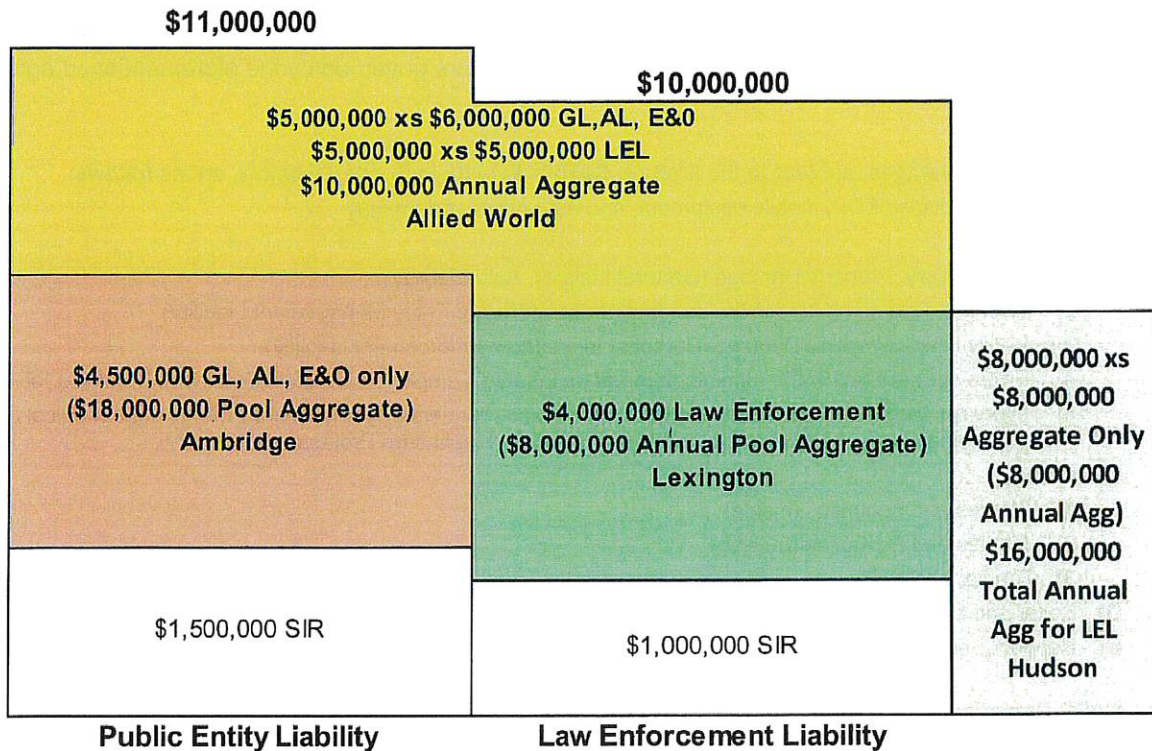 $11,000,000
$10,000,000
$5,000,000 xs $6,000,000 GL,AL, E&0
$5,000,000 xs $5,000,000 LEL
$10,000,000 Annual Aggregate
Allied World
$4,500,000 GL, AL, E&O only
($18,000,000 Pool Aggregate)
Ambridge
$4,000,000 Law Enforcement
($8,000,000 Annual Pool Aggregate)
Lexington
$8,000,000 xs
$8,000,000
Aggregate Only
($8,000,000
Annual Agg)
$16,000,000
Total Annual
Agg for LEL
Hudson
$1,500,000 SIR
$1,000,000 SIR
Public Entity Liability
Law Enforcement Liability